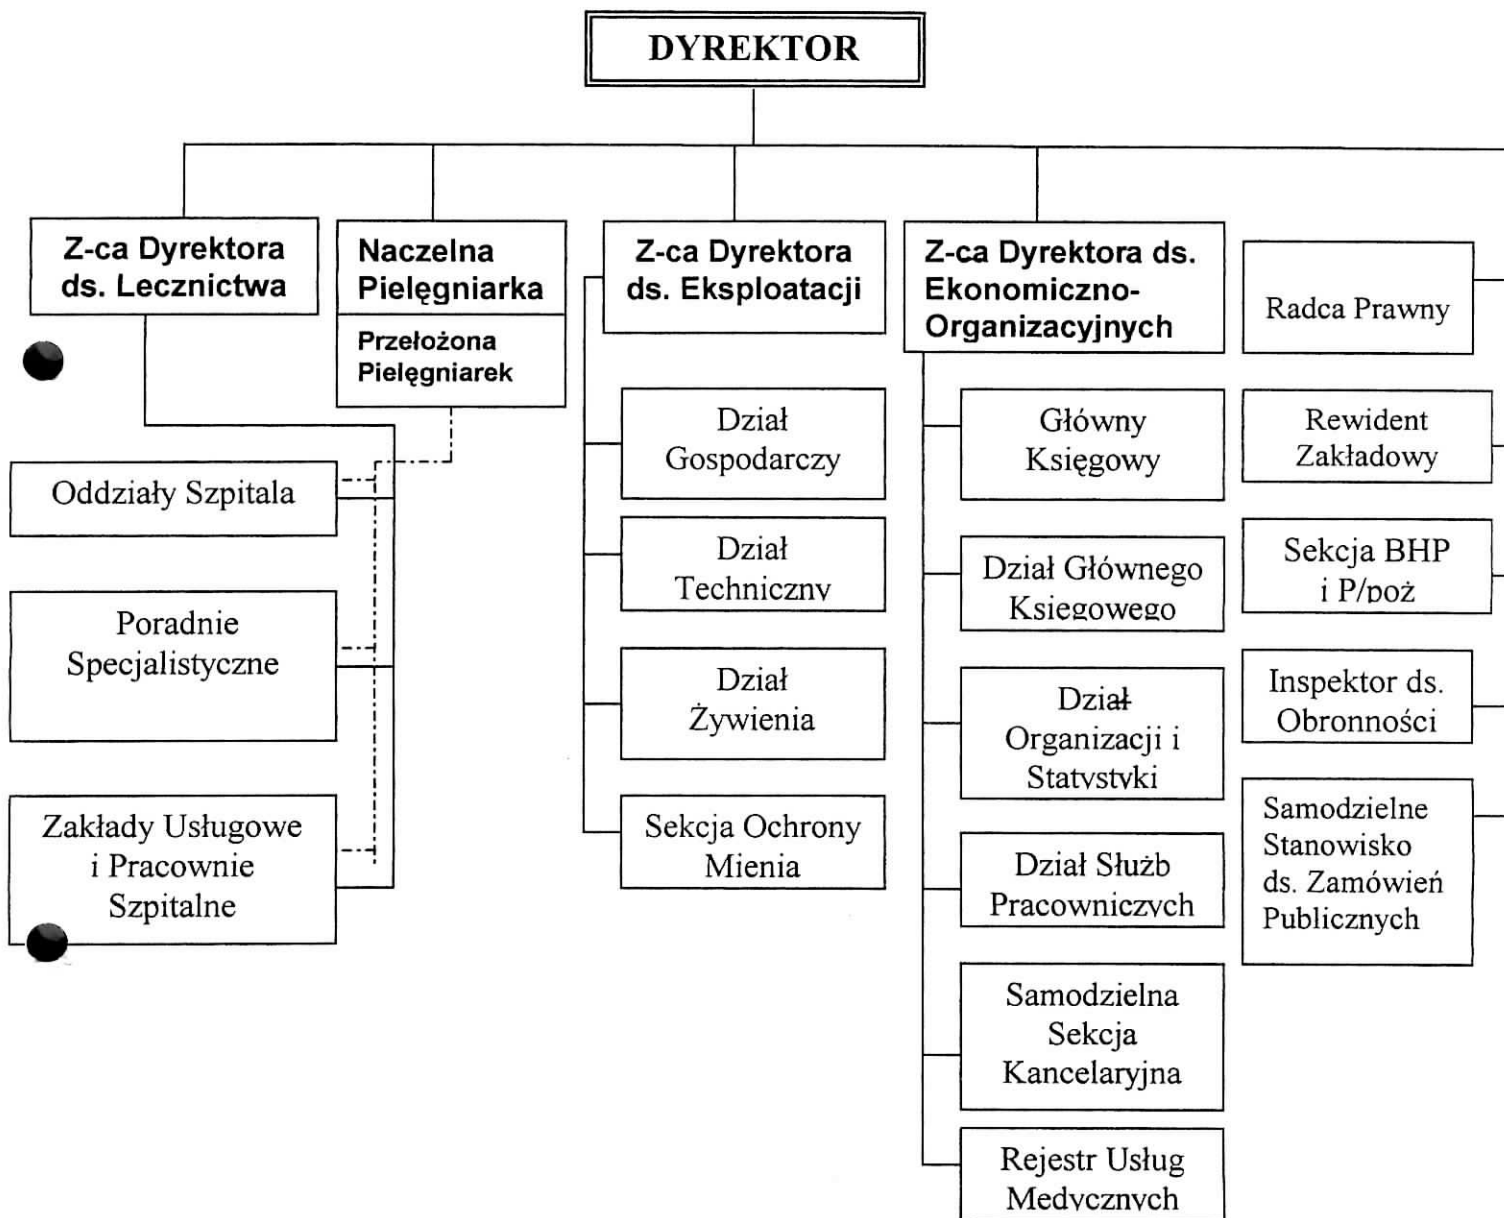 DYREKTOR
Z-ca Dyrektora
ds. Lecznictwa
Naczelna
Pielęgniarka
Przełożona
Pielęgniarek
Z-ca Dyrektora
ds. Eksploatacji
Z-ca Dyrektora ds.
Ekonomiczno-
Organizacyjnych
Radca Prawny
Oddziały Szpitala
Poradnie
Specjalistyczne
Zakłady Usługowe
i Pracownie
Szpitalne
Dział
Gospodarczy
Dział
Techniczny
Dział
Żywienia
Sekcja Ochrony
Mienia
Główny
Księgowy
Dział Głównego
Księgowego
Dział
Organizacji i
Statystyki
Dział Służb
Pracowniczych
Samodzielna
Sekcja
Kancelaryjna
Rejestr Usług
Medycznych
Rewident
Zakładowy
Sekcja BHP
i P/poż
Inspektor ds.
Obronności
Samodzielne
Stanowisko
ds. Zamówień
Publicznych